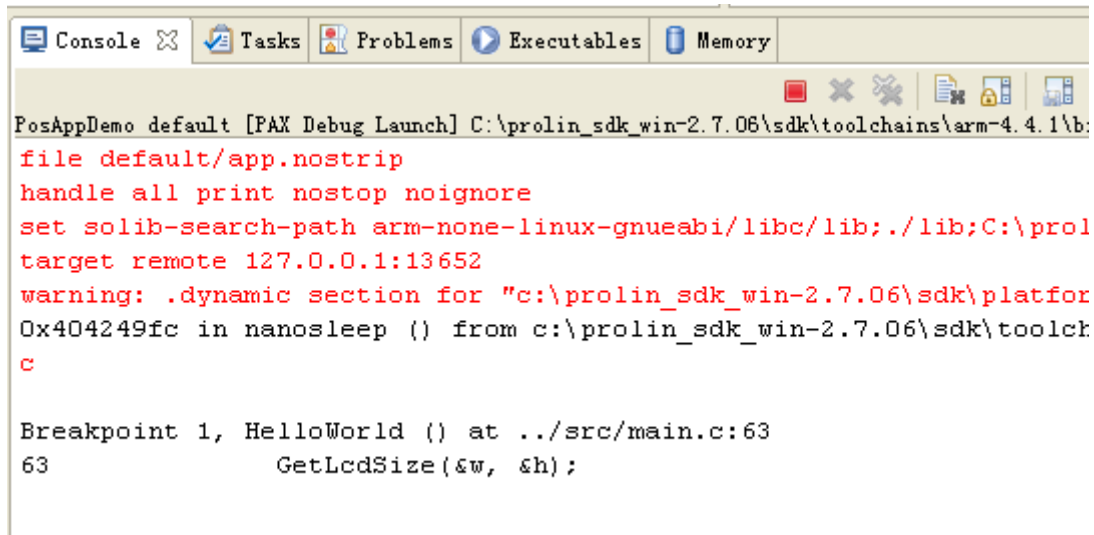 Console Tasks Problems Executables Memory
PosAppDemo default [PAX Debug Launch] C:\prolin_sdk_win-2.7.06\sdk\toolchains\arm-4.4.1\b
file default/app.nostrip
handle all print nostop noignore
set solib-search-path arm-none-linux-gnueabi/libc/lib;./lib;C:\prol
target remote 127.0.0.1:13652
warning: .dynamic section for "c:\prolin_sdk_win-2.7.06\sdk\platfor
0x404249fc in nanosleep () from c:\prolin_sdk_win-2.7.06\sdk\toolch
c
Breakpoint 1, HelloWorld () at ../src/main.c:63
63 GetLcdSize(&w, &h);